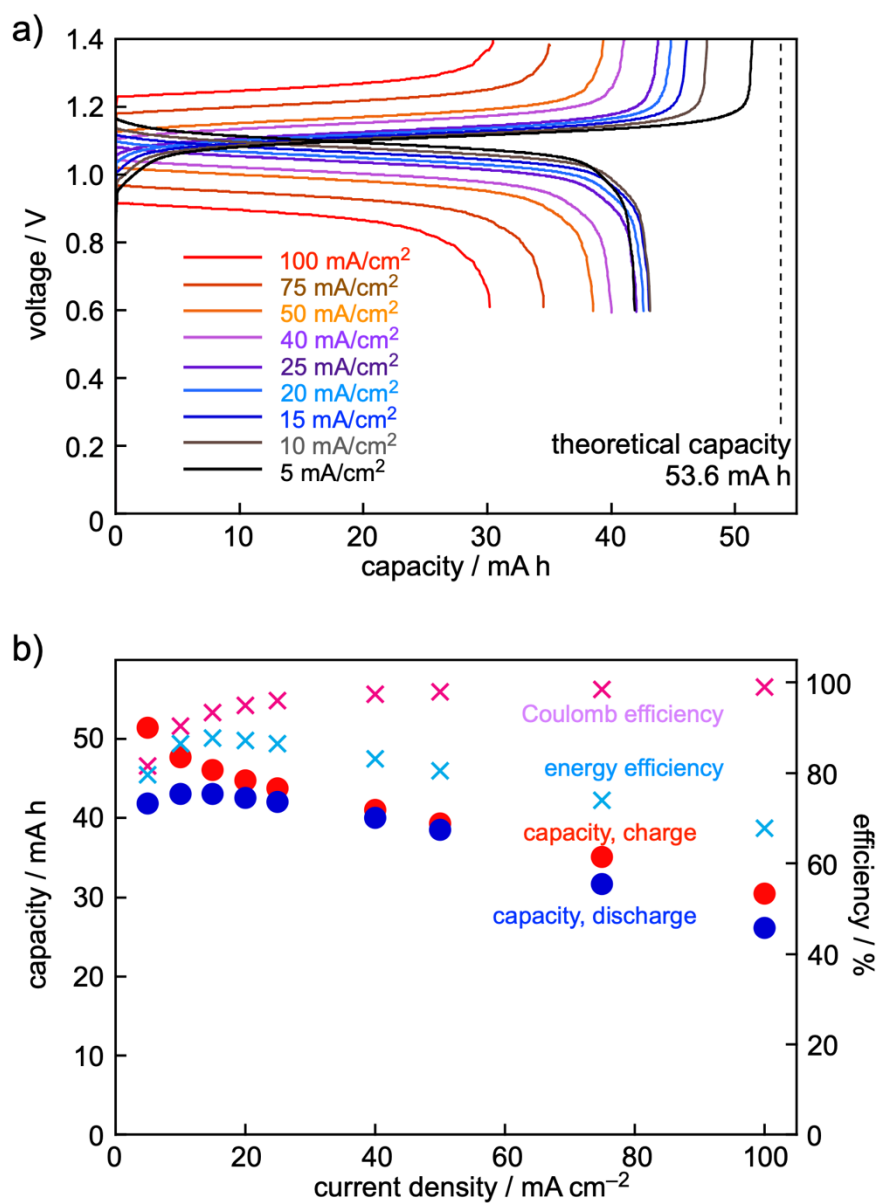 a)
1.4
1.2
1.0
0.8
0.6
0.4
0.2
0
voltage / V
100 mA/cm²
75 mA/cm²
50 mA/cm²
40 mA/cm²
25 mA/cm²
20 mA/cm²
15 mA/cm²
10 mA/cm²
5 mA/cm²
theoretical capacity
53.6 mA h
0 10 20 30 40 50
capacity / mA h
b)
50
40
30
20
10
0
capacity / mA h
Coulomb efficiency
energy efficiency
capacity, charge
capacity, discharge
100
80
60
40
20
0
efficiency / %
0 20 40 60 80 100
current density / mA cm⁻²